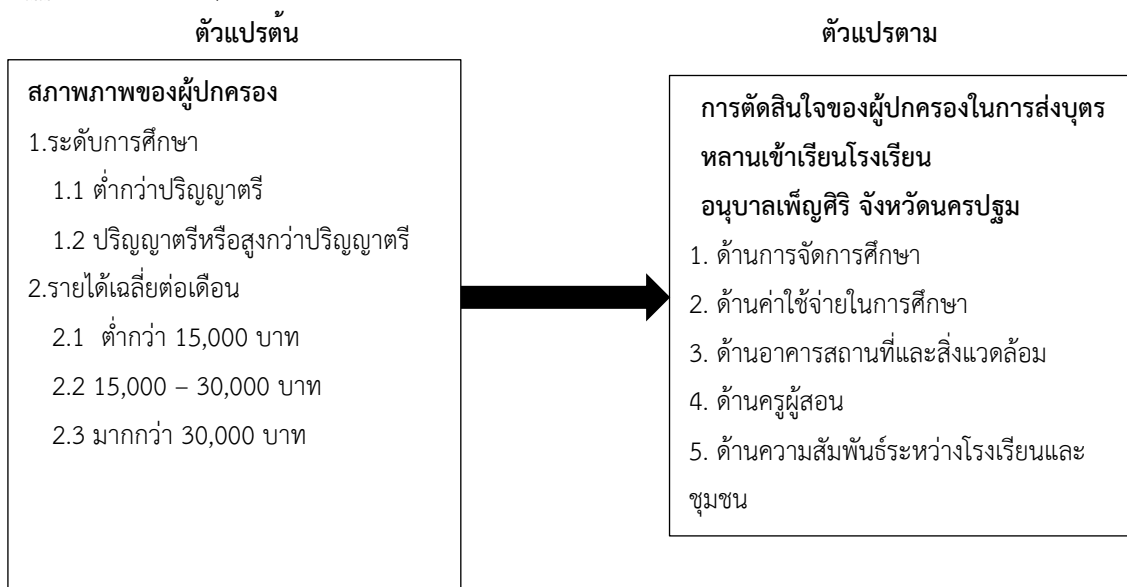 ตัวแปรต้น
ตัวแปรตาม
สภาพภาพของผู้ปกครอง
1.ระดับการศึกษา
1.1 ต่ำกว่าปริญญาตรี
1.2 ปริญญาตรีหรือสูงกว่าปริญญาตรี
2.รายได้เฉลี่ยต่อเดือน
2.1 ต่ำกว่า 15,000 บาท
2.2 15,000 – 30,000 บาท
2.3 มากกว่า 30,000 บาท
การตัดสินใจของผู้ปกครองในการส่งบุตร
หลานเข้าเรียนโรงเรียน
อนุบาลเพ็ญศิริ จังหวัดนครปฐม
1. ด้านการจัดการศึกษา
2. ด้านค่าใช้จ่ายในการศึกษา
3. ด้านอาคารสถานที่และสิ่งแวดล้อม
4. ด้านครูผู้สอน
5. ด้านความสัมพันธ์ระหว่างโรงเรียนและ
ชุมชน